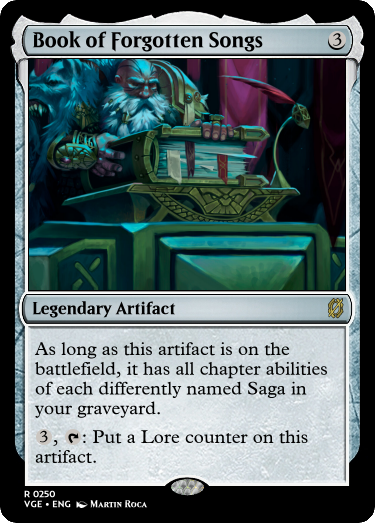 Book of Forgotten Songs 3
Legendary Artifact
As long as this artifact is on the
battlefield, it has all chapter abilities
of each differently named Saga in
your graveyard.
3, : Put a Lore counter on this
artifact.
R 0250
VGE • ENG Martin Roca